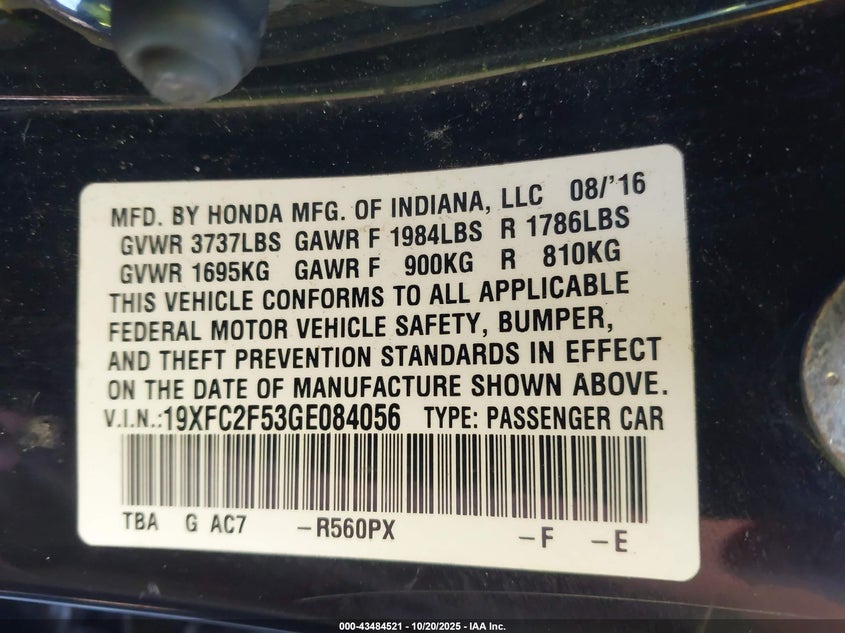 MFD. BY HONDA MFG. OF INDIANA, LLC 08/'16
GVWR 3737LBS GAWR F 1984LBS R 1786LBS
GVWR 1695KG GAWR F 900KG R 810KG
THIS VEHICLE CONFORMS TO ALL APPLICABLE
FEDERAL MOTOR VEHICLE SAFETY, BUMPER,
AND THEFT PREVENTION STANDARDS IN EFFECT
ON THE DATE OF MANUFACTURE SHOWN ABOVE.
V.I.N.:19XFC2F53GE084056 TYPE: PASSENGER CAR
TBA G AC7 –R560PX –F –E
000-43484521 | 10/20/2025 - IAA Inc.